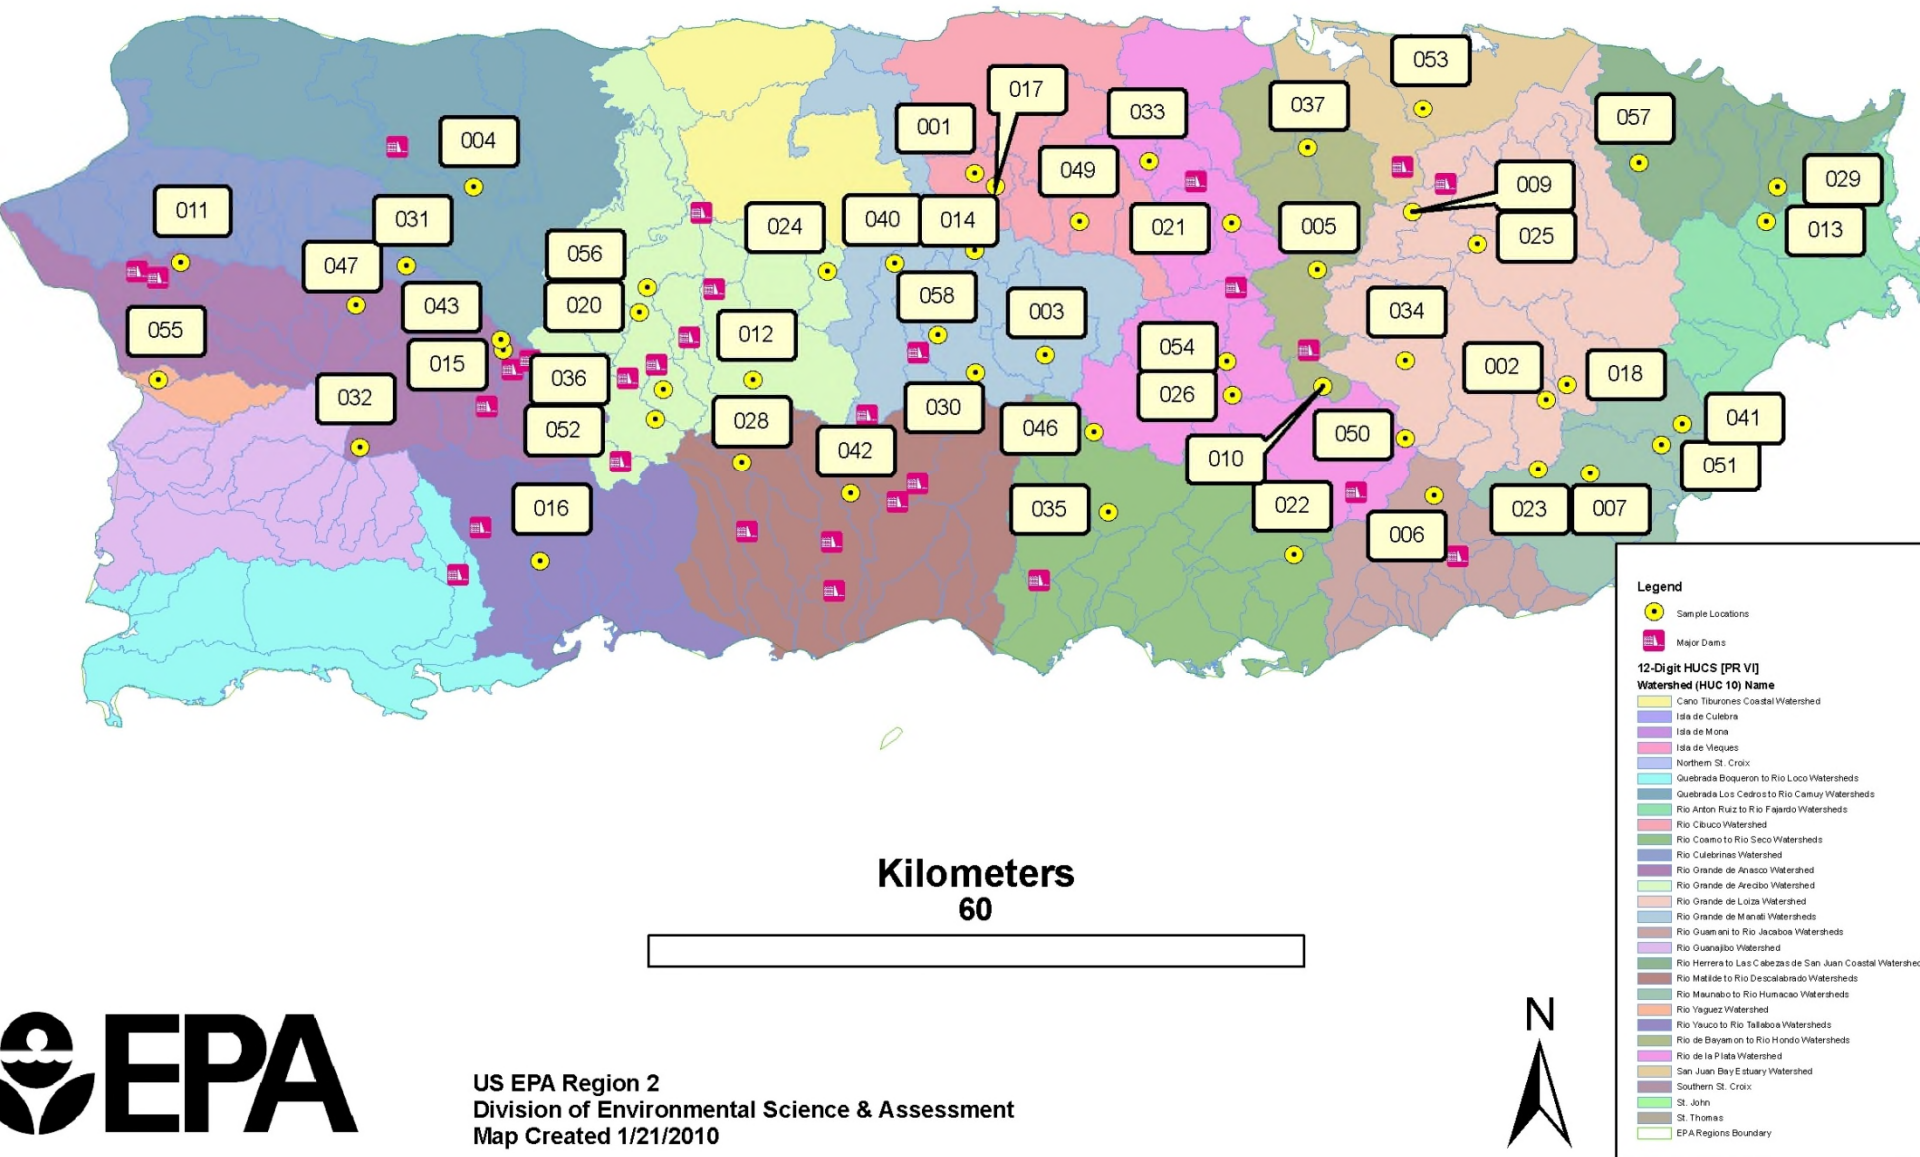 053
017
037
033
057
001
004
049
009
029
011
031
024
040
014
021
005
025
013
056
047
020
043
058
003
034
055
012
054
015
036
002
018
032
026
030
028
046
041
052
042
010
050
051
016
035
022
006
023
007
Legend
Sample Locations
Major Dams
12-Digit HUCS [PR VI]
Watershed (HUC 10) Name
Cano Tiburones Coastal Watershed
Isla de Culebra
Isla de Mona
Isla de Vieques
Northern St. Croix
Quebrada Boqueron to Rio Loco Watersheds
Quebrada Los Cedros to Rio Camuy Watersheds
Rio Anton Ruiz to Rio Fajardo Watersheds
Rio Cibuco Watershed
Rio Coamo to Rio Seco Watersheds
Rio Culebrinas Watershed
Rio Grande de Anasco Watershed
Rio Grande de Arecibo Watershed
Rio Grande de Loiza Watershed
Rio Grande de Manati Watersheds
Rio Guamani to Rio Jacaboa Watersheds
Rio Guanajibo Watershed
Rio Herrera to Las Cabezas de San Juan Coastal Watershed
Rio Matilde to Rio Descalabrado Watersheds
Rio Maunabo to Rio Humacao Watersheds
Rio Yaguez Watershed
Rio Yauco to Rio Tallaboa Watersheds
Rio de Bayamon to Rio Hondo Watersheds
Rio de la Plata Watershed
San Juan Bay Estuary Watershed
Southern St. Croix
St. John
St. Thomas
EPA Regions Boundary
Kilometers
60
N
EPA
US EPA Region 2
Division of Environmental Science & Assessment
Map Created 1/21/2010